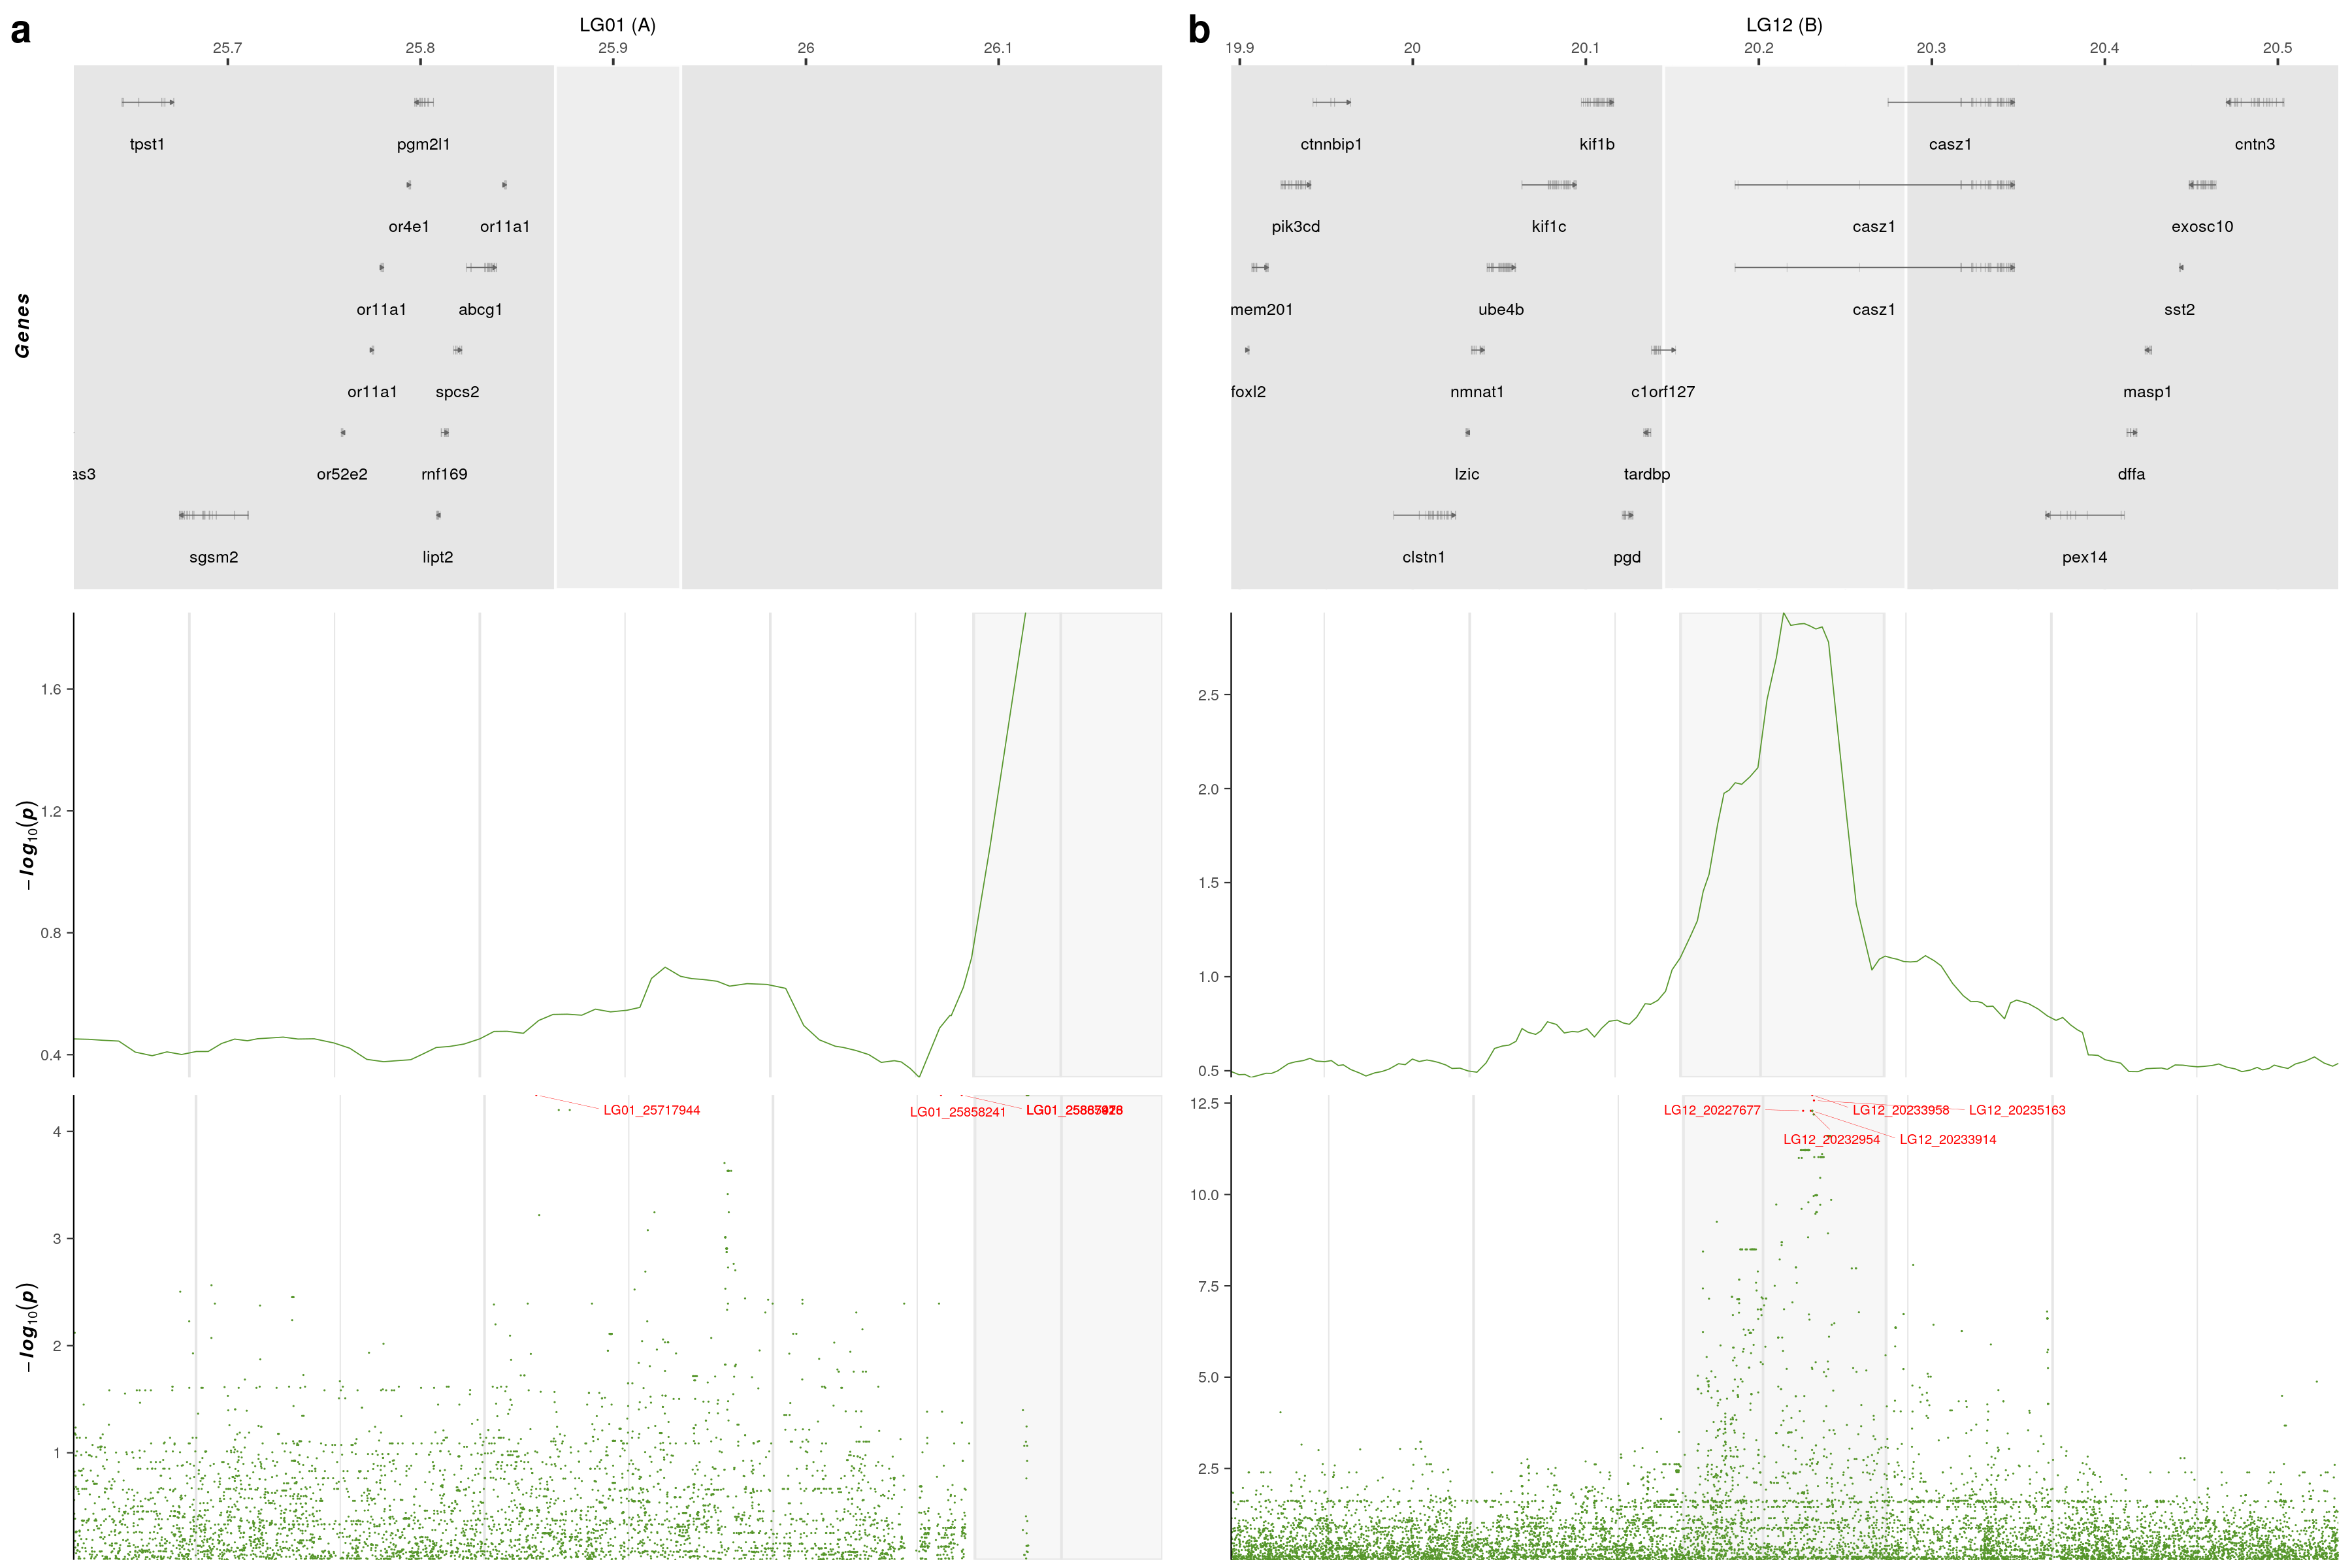 a
LG01 (A)
25.7 25.8 25.9 26 26.1
Genes
tpst1 pgm2l1
or4e1 or11a1
or11a1 abcg1
or11a1 spcs2
as3 or52e2 rnf169
sgsm2 lipt2
−log10(p)
1.6
1.2
0.8
0.4
−log10(p)
4
3
2
1
LG01_25717944 LG01_25858241
b
LG12 (B)
19.9 20 20.1 20.2 20.3 20.4 20.5
ctnnbip1 kif1b casz1 cntn3
pik3cd kif1c casz1 exosc10
mem201 ube4b casz1 sst2
foxl2 nmnat1 c1orf127 masp1
lzic tardbp dffa
clstn1 pgd pex14
2.5
2.0
1.5
1.0
0.5
12.5
10.0
7.5
5.0
2.5
LG12_20227677 LG12_20233958 LG12_20235163
LG12_20232954 LG12_20233914